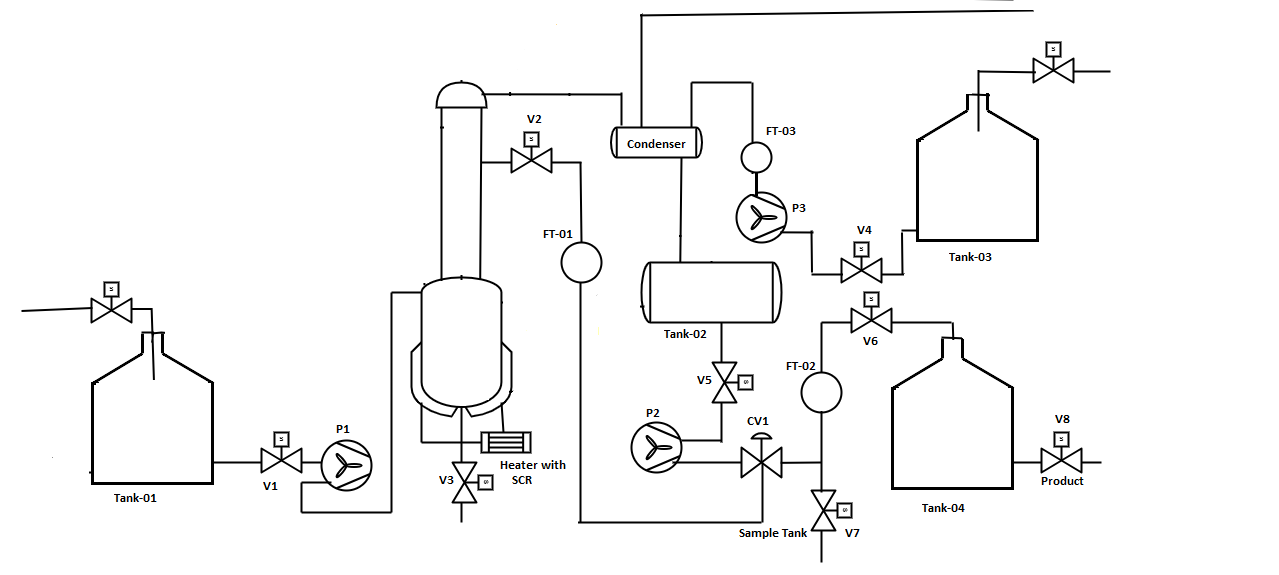 S
V2
S
Condenser
FT-03
P3
V4
S
Tank-03
FT-01
S
Tank-02
V6
S
FT-02
V5
S
P2
CV1
V8
S
Product
P1
S
V1
Tank-01
Heater with
SCR
V3
S
Sample Tank
V7
S
Tank-04